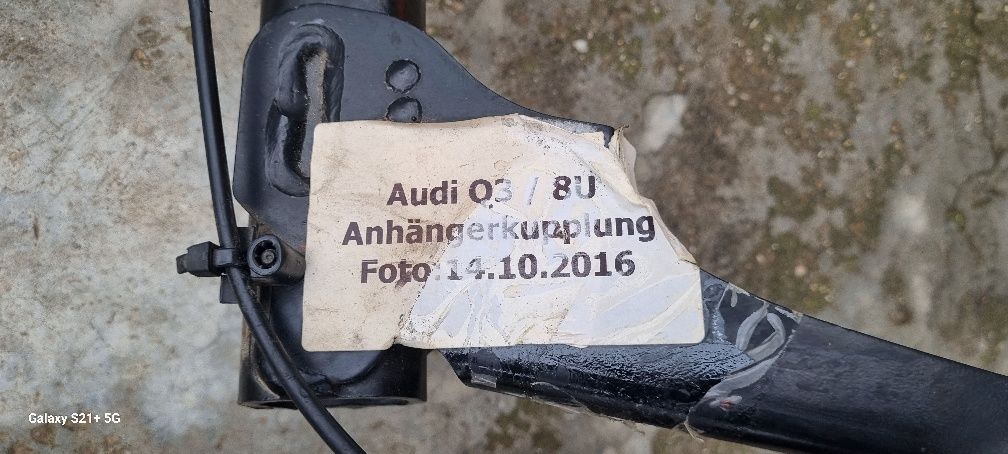 Audi Q3 / 8U
Anhängerkupplung
Foto:14.10.2016
Galaxy S21+ 5G